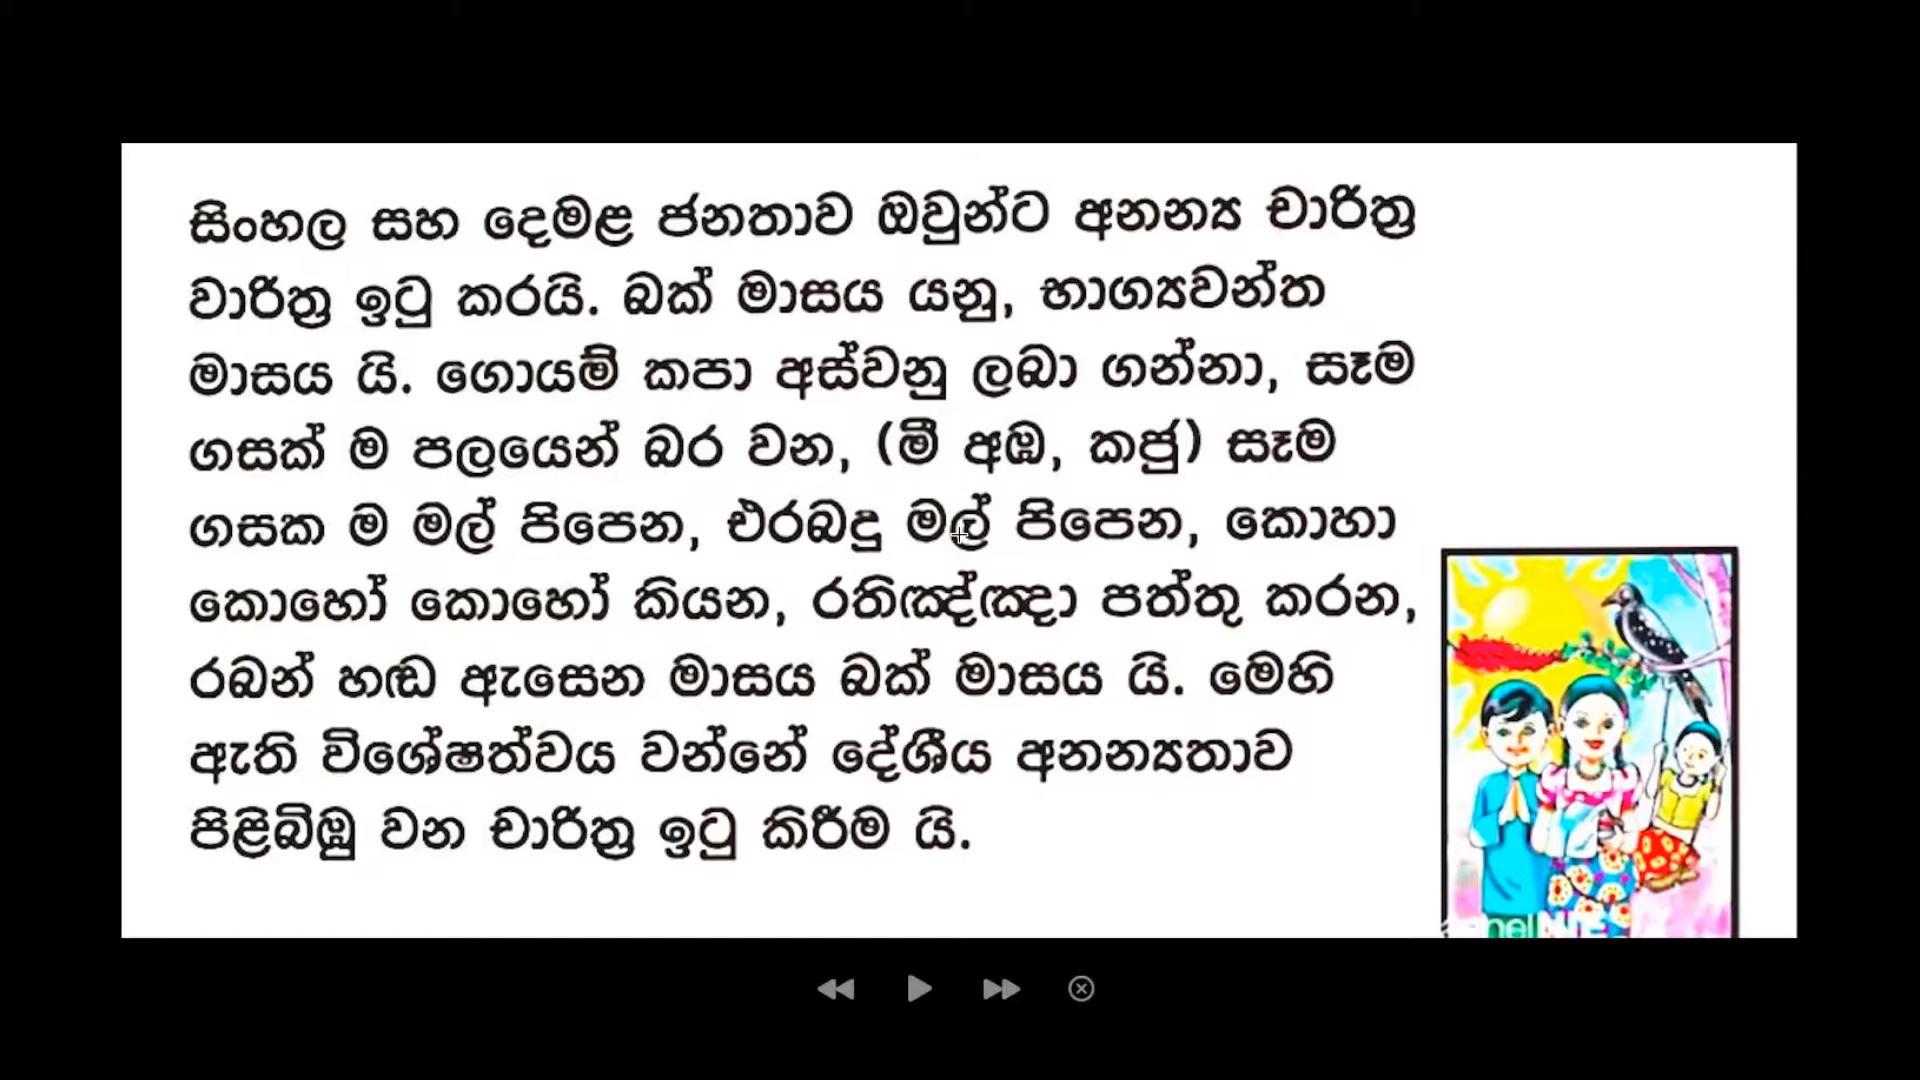 සිංහල සහ දෙමළ ජනතාව ඔවුන්ට අනන්‍ය චාරිත්‍ර
වාරිත්‍ර ඉටු කරයි. බක් මාසය යනු, භාග්‍යවන්ත
මාසය යි. ගොයම් කපා අස්වනු ලබා ගන්නා, සෑම
ගසක් ම පලයෙන් බර වන, (මී අඹ, කජු) සෑම
ගසක ම මල් පිපෙන, එරබදු මල් පිපෙන, කොහා
කොහෝ කොහෝ කියන, රතිඤ්ඤා පත්තු කරන,
රබන් හඬ ඇසෙන මාසය බක් මාසය යි. මෙහි
ඇති විශේෂත්වය වන්නේ දේශීය අනන්‍යතාව
පිළිබිඹු වන චාරිත්‍ර ඉටු කිරීම යි.